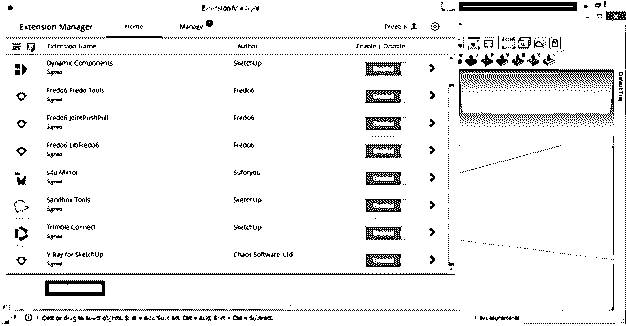 Extension Manager
Extension Manager Home Manage
Extension Name Author Enable | Disable
Dynamic Components SketchUp
Signed
Fredo6 Fredo Tools Fredo6
Signed
Fredo6 JointPushPull Fredo6
Signed
Fredo6 LibFredo6 Fredo6
Signed
s4u Mirror Suforyou
Signed
Sandbox Tools SketchUp
Signed
Trimble Connect SketchUp
Signed
V-Ray for SketchUp Chaos Software Ltd
Signed
Default Tray